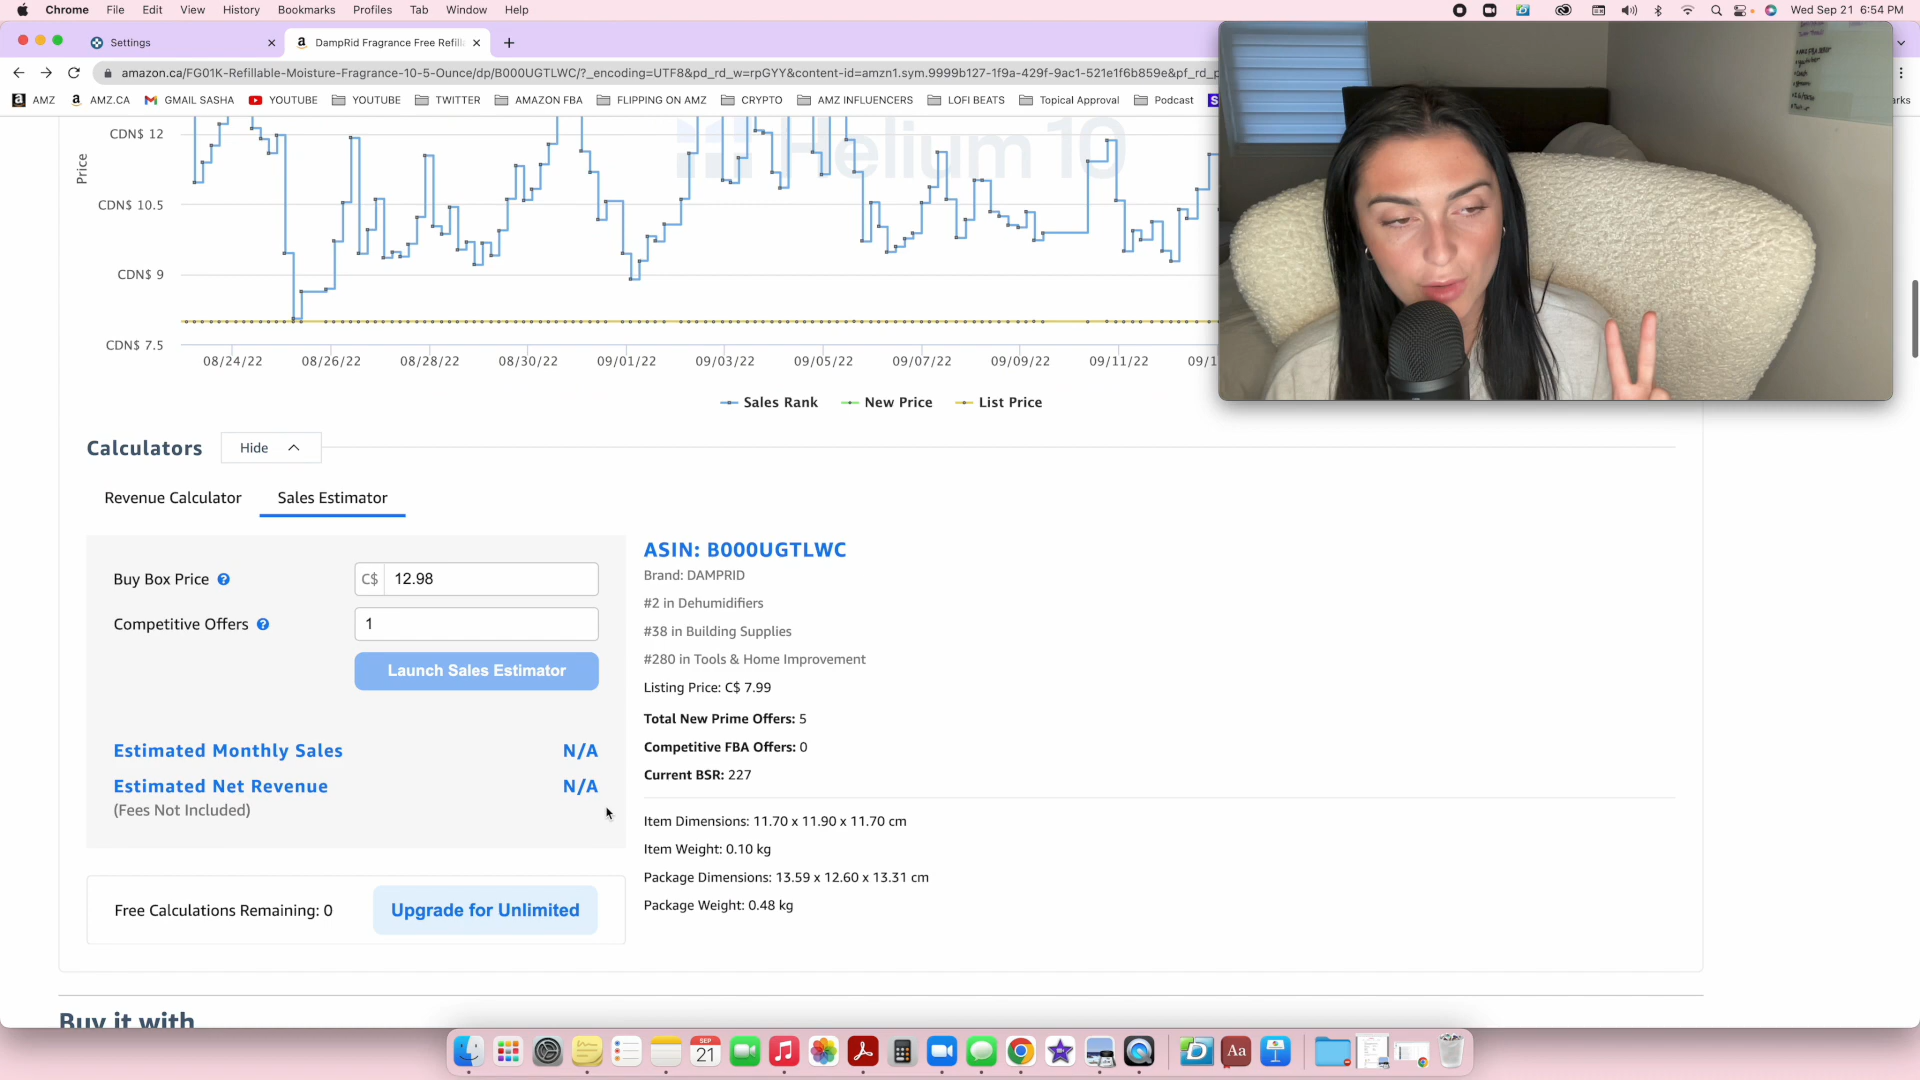 Chrome File Edit View History Bookmarks Profiles Tab Window Help Wed Sep 21 6:54 PM
Settings DampRid Fragrance Free Refill
amazon.ca/FG01K-Refillable-Moisture-Fragrance-10-5-Ounce/dp/B000UGTLWC/?_encoding=UTF8&pd_rd_w=rpGYY&content-id=amzn1.sym.9999b127-1f9a-429f-9ac1-521e1f6b859e&pf_rd_p
AMZ AMZ.CA GMAIL SASHA YOUTUBE YOUTUBE TWITTER AMAZON FBA FLIPPING ON AMZ CRYPTO AMZ INFLUENCERS LOFI BEATS Topical Approval Podcast S arks
Helium 10
Price
CDN$ 12
CDN$ 10.5
CDN$ 9
CDN$ 7.5
08/24/22 08/26/22 08/28/22 08/30/22 09/01/22 09/03/22 09/05/22 09/07/22 09/09/22 09/11/22 09/1
Sales Rank New Price List Price
Calculators Hide
Revenue Calculator Sales Estimator
Buy Box Price ? C$ 12.98
Competitive Offers ? 1
Launch Sales Estimator
Estimated Monthly Sales N/A
Estimated Net Revenue N/A
(Fees Not Included)
Free Calculations Remaining: 0 Upgrade for Unlimited
ASIN: B000UGTLWC
Brand: DAMPRID
#2 in Dehumidifiers
#38 in Building Supplies
#280 in Tools & Home Improvement
Listing Price: C$ 7.99
Total New Prime Offers: 5
Competitive FBA Offers: 0
Current BSR: 227
Item Dimensions: 11.70 x 11.90 x 11.70 cm
Item Weight: 0.10 kg
Package Dimensions: 13.59 x 12.60 x 13.31 cm
Package Weight: 0.48 kg
Buy it with
SEP
21
Aa